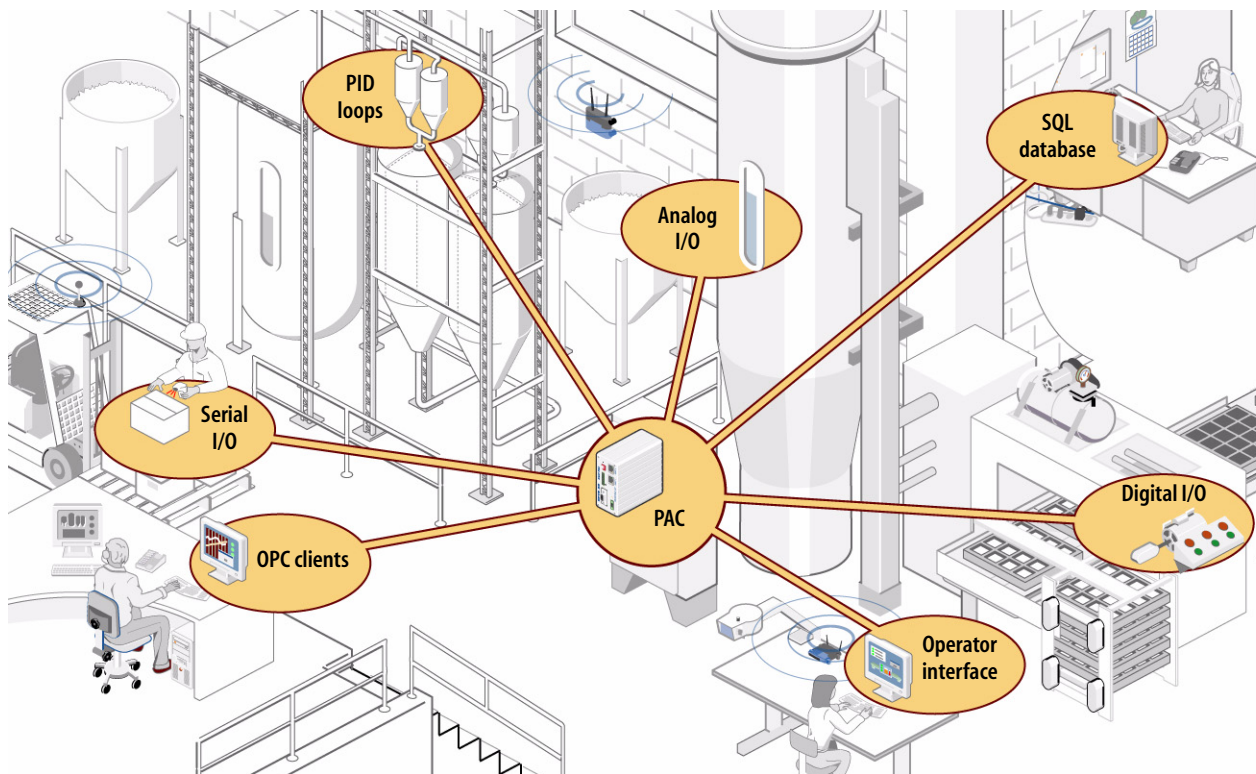 PID
loops
SQL
database
Analog
I/O
Serial
I/O
Digital I/O
PAC
OPC clients
Operator
interface